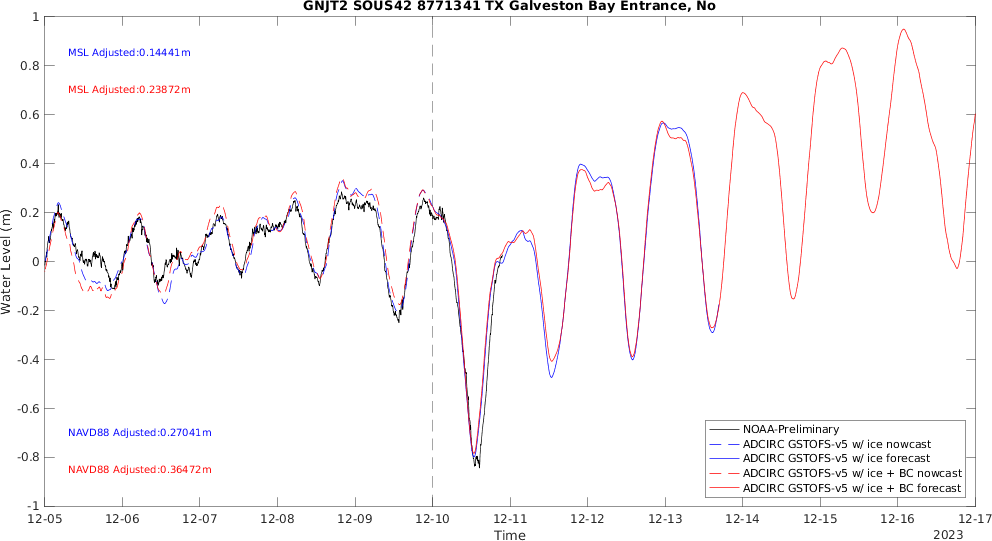 GNJT2 SOUS42 8771341 TX Galveston Bay Entrance, No
1
0.8
0.6
0.4
0.2
0
-0.2
-0.4
-0.6
-0.8
-1
Water Level (m)
MSL Adjusted:0.14441m
MSL Adjusted:0.23872m
NAVD88 Adjusted:0.27041m
NAVD88 Adjusted:0.36472m
NOAA-Preliminary
ADCIRC GSTOFS-v5 w/ ice nowcast
ADCIRC GSTOFS-v5 w/ ice forecast
ADCIRC GSTOFS-v5 w/ ice + BC nowcast
ADCIRC GSTOFS-v5 w/ ice + BC forecast
12-05 12-06 12-07 12-08 12-09 12-10 12-11 12-12 12-13 12-14 12-15 12-16 12-17
Time
2023